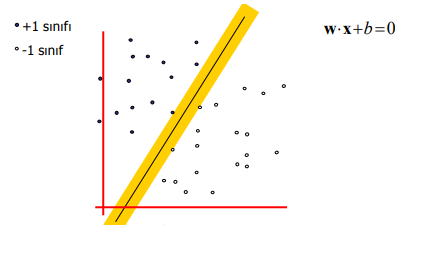 +1 sınıfı
-1 sınıf
w·x+b=0